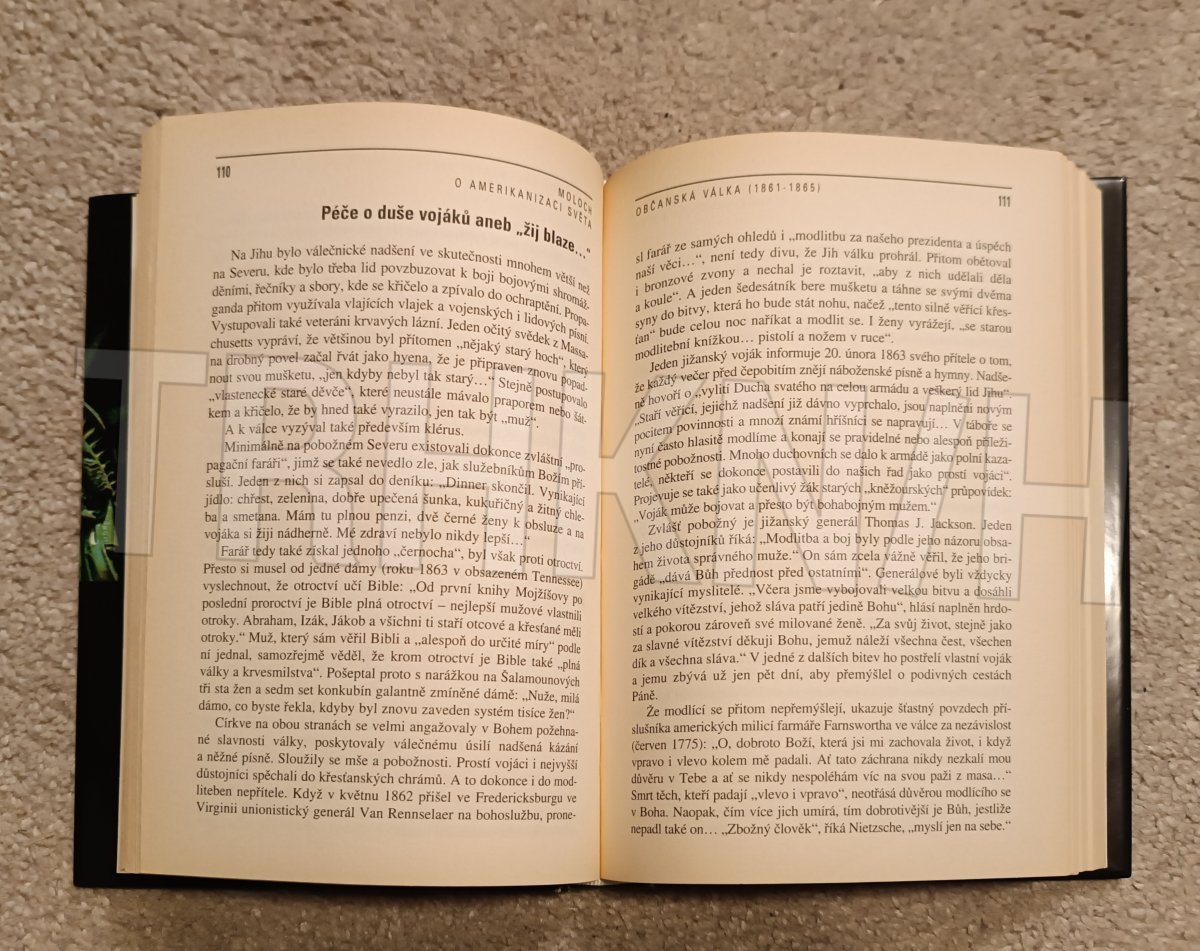 110
MOLOCH
O AMERIKANIZACI SVĚTA
Péče o duše vojáků aneb „žij blaze…“
Na Jihu bylo válečnické nadšení ve skutečnosti mnohem větší než
na Severu, kde bylo třeba lid povzbuzovat k boji bojovými shromáž-
děními, řečníky a sbory, kde se křičelo a zpívalo do ochraptění. Propa-
ganda přitom využívala vlajících vlajek a vojenských i lidových písní.
Vystupovali také veteráni krvavých lázní. Jeden očitý svědek z Massa-
chusetts vypráví, že většinou byl přítomen „nějaký starý hoch“, který
na drobný povel začal řvát jako hyena, že je připraven znovu popad-
nout svou mušketu, „jen kdyby nebyl tak starý…“ Stejně postupovalo
„vlastenecké staré děvče“, které neustále mávalo praporem nebo šát-
kem a křičelo, že by hned také vyrazilo, jen tak být „muž“.
A k válce vyzýval také především klérus.
Minimálně na pobožném Severu existovali dokonce zvláštní „pro-
pagační faráři“, jimž se také nevedlo zle, jak služebníkům Božím pří-
sluší. Jeden z nich si zapsal do deníku: „Dinner skončil. Vynikající
jídlo: chřest, zelenina, dobře upečená šunka, kukuřičný a žitný chle-
ba a smetana. Mám tu plnou penzi, dvě černé ženy k obsluze a na
vojáka si žiji nádherně. Mé zdraví nebylo nikdy lepší…“
Farář tedy také získal jednoho „černocha“, byl však proti otroctví.
Přesto si musel od jedné dámy (roku 1863 v obsazeném Tennessee)
vyslechnout, že otroctví učí Bible: „Od první knihy Mojžíšovy po
poslední proroctví je Bible plná otroctví – nejlepší mužové vlastnili
otroky. Abraham, Izák, Jákob a všichni ti staří otcové a křesťané měli
otroky.“ Muž, který sám věřil Bibli a „alespoň do určité míry“ podle
ní jednal, samozřejmě věděl, že krom otroctví je Bible také „plná
války a krvesmilstva“. Pošeptal proto s narážkou na Šalamounových
tři sta žen a sedm set konkubín galantně zmíněné dámě: „Nuže, milá
dámo, co byste řekla, kdyby byl znovu zaveden systém tisíce žen?“
Církve na obou stranách se velmi angažovaly v Bohem požehna-
né slavnosti války, poskytovaly válečnému úsilí nadšená kázání
a něžné písně. Sloužily se mše a pobožnosti. Prostí vojáci i nejvyšší
důstojníci spěchali do křesťanských chrámů. A to dokonce i do mod-
liteben nepřítele. Když v květnu 1862 přišel ve Fredericksburgu ve
Virginii unionistický generál Van Rennselaer na bohoslužbu, prone-
OBČANSKÁ VÁLKA (1861-1865)
111
sl farář ze samých ohledů i „modlitbu za našeho prezidenta a úspěch
naší věci…“, není tedy divu, že Jih válku prohrál. Přitom obětoval
i bronzové zvony a nechal je roztavit, „aby z nich udělali děla
a koule“. A jeden šedesátník bere mušketu a táhne se svými dvěma
syny do bitvy, která ho bude stát nohu, načež „tento silně věřící křes-
ťan“ bude celou noc naříkat a modlit se. I ženy vyrážejí, „se starou
modlitební knížkou… pistolí a nožem v ruce“.
Jeden jižanský voják informuje 20. února 1863 svého přítele o tom,
že každý večer před čepobitím znějí náboženské písně a hymny. Nadše-
ně hovoří o „vylití Ducha svatého na celou armádu a veškerý lid Jihu“:
„Staří věřící, jejichž nadšení již dávno vyprchalo, jsou naplnění novým
pocitem povinnosti a mnozí známí hříšníci se napravují… V táboře se
nyní často hlasitě modlíme a konají se pravidelné nebo alespoň příleži-
tostné pobožnosti. Mnoho duchovních se dalo k armádě jako polní kaza-
telé, někteří se dokonce postavili do našich řad jako prostí vojáci“.
Projevuje se také jako učenlivý žák starých „kněžourských“ průpovídek:
„Voják může bojovat a přesto být bohabojným mužem.“
Zvlášť pobožný je jižanský generál Thomas J. Jackson. Jeden
z jeho důstojníků říká: „Modlitba a boj byly podle jeho názoru obsa-
hem života správného muže.“ On sám zcela vážně věřil, že jeho bri-
gádě „dává Bůh přednost před ostatními“. Generálové byli vždycky
vynikající myslitelé. „Včera jsme vybojovali velkou bitvu a dosáhli
velkého vítězství, jehož sláva patří jedině Bohu“, hlásí naplněn hrdo-
stí a pokorou zároveň své milované ženě. „Za svůj život, stejně jako
za slavné vítězství děkuji Bohu, jemuž náleží všechna čest, všechen
dík a všechna sláva.“ V jedné z dalších bitev ho postřelí vlastní voják
a jemu zbývá už jen pět dní, aby přemýšlel o podivných cestách
Páně.
Že modlící se přitom nepřemýšlejí, ukazuje šťastný povzdech pří-
slušníka amerických milicí farmáře Farnswortha ve válce za nezávislost
(červen 1775): „O, dobroto Boží, která jsi mi zachovala život, i když
vpravo i vlevo kolem mě padali. Ať tato záchrana nikdy nezkalí mou
důvěru v Tebe a ať se nikdy nespoléhám víc na svou paži z masa…“
Smrt těch, kteří padají „vlevo i vpravo“, neotřásá důvěrou modlícího se
v Boha. Naopak, čím více jich umírá, tím dobrotivější je Bůh, jestliže
nepadl také on… „Zbožný člověk“, říká Nietzsche, „myslí jen na sebe.“
TRHKNIH